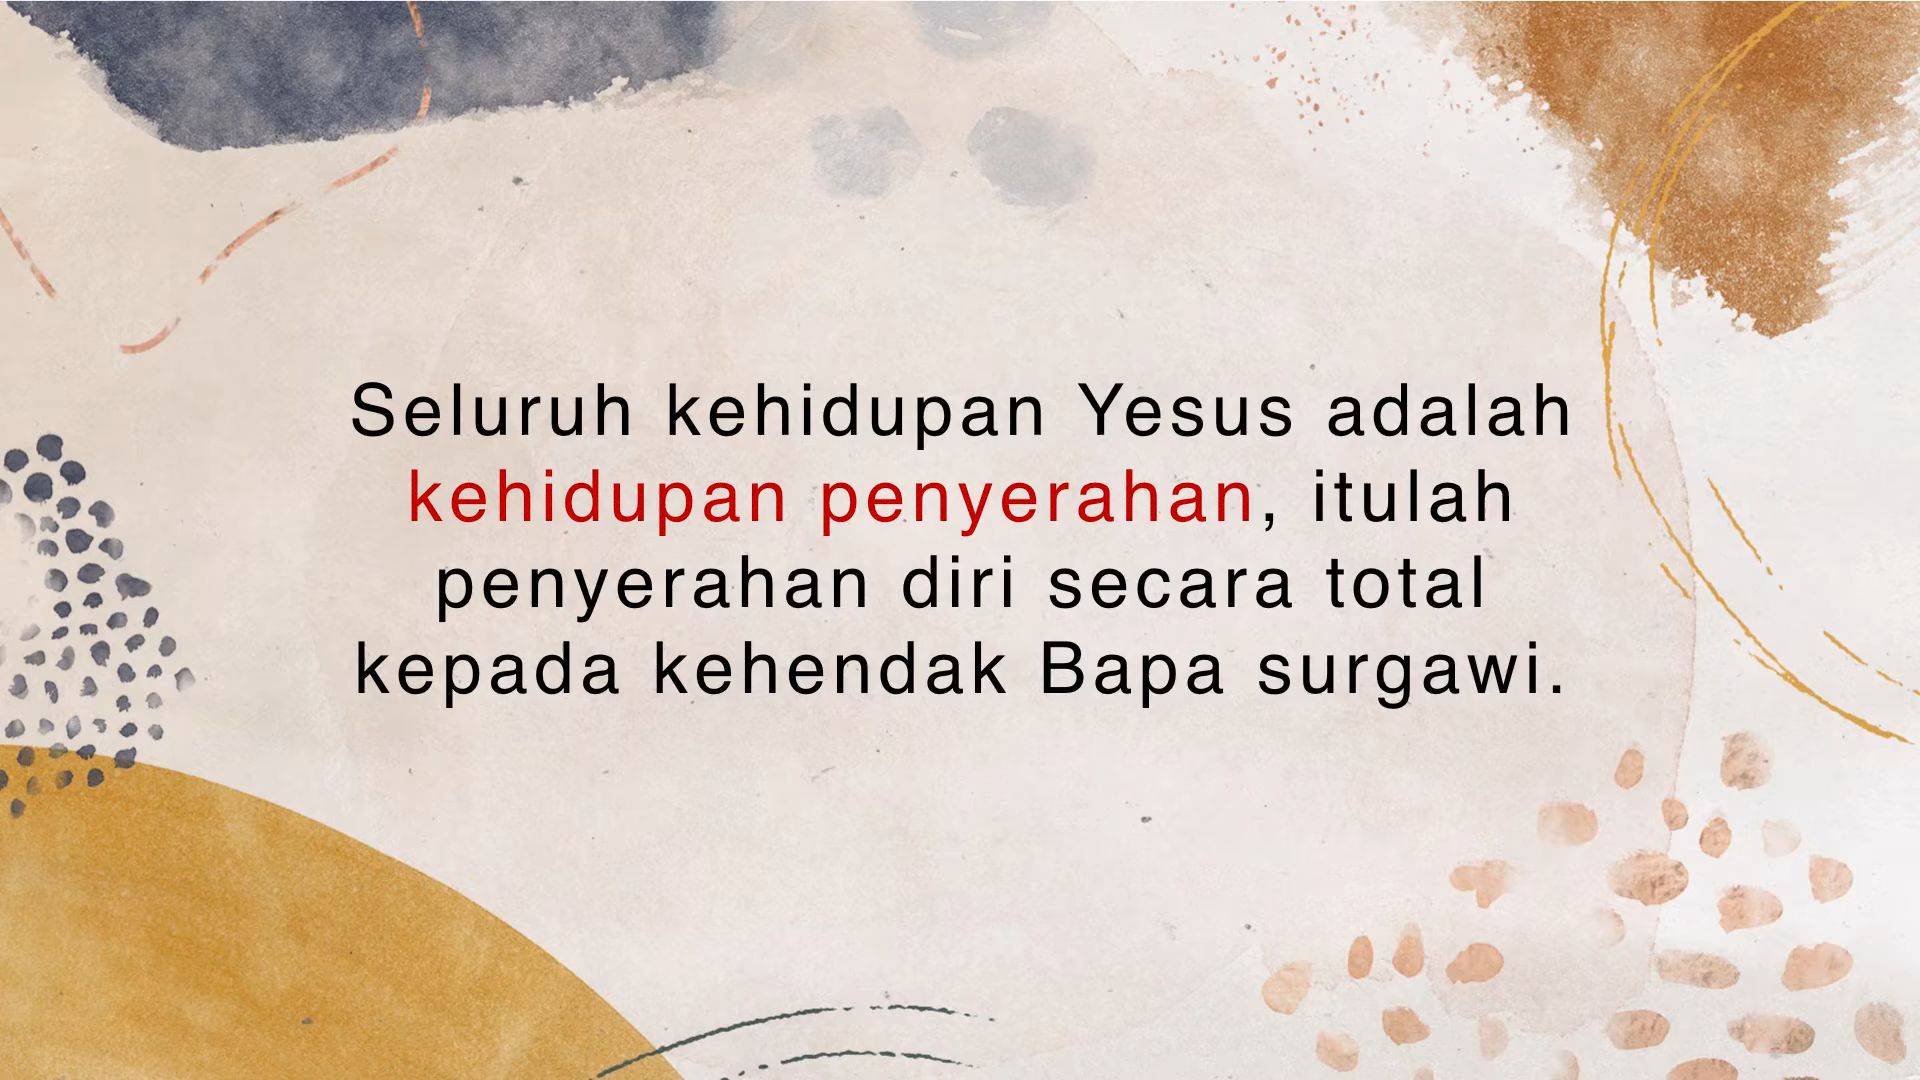 Seluruh kehidupan Yesus adalah
kehidupan penyerahan, itulah
penyerahan diri secara total
kepada kehendak Bapa surgawi.